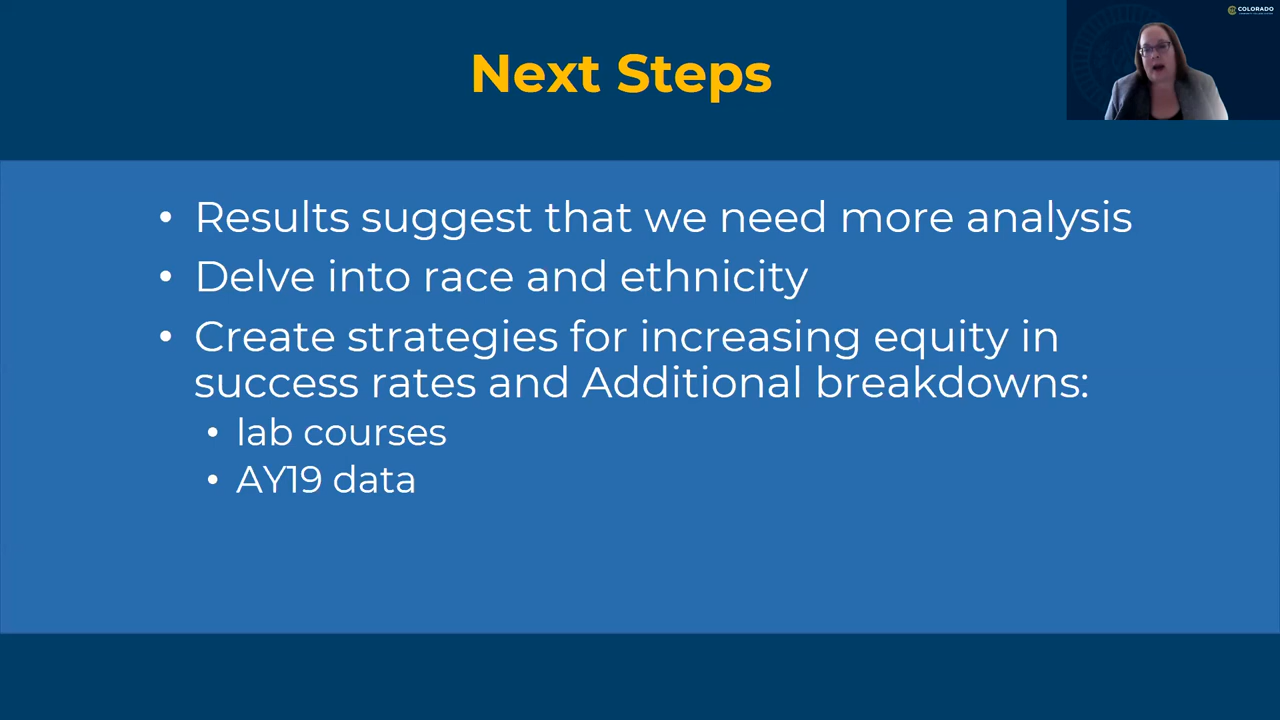 COLORADO
Next Steps
• Results suggest that we need more analysis
• Delve into race and ethnicity
• Create strategies for increasing equity in
success rates and Additional breakdowns:
• lab courses
• AY19 data